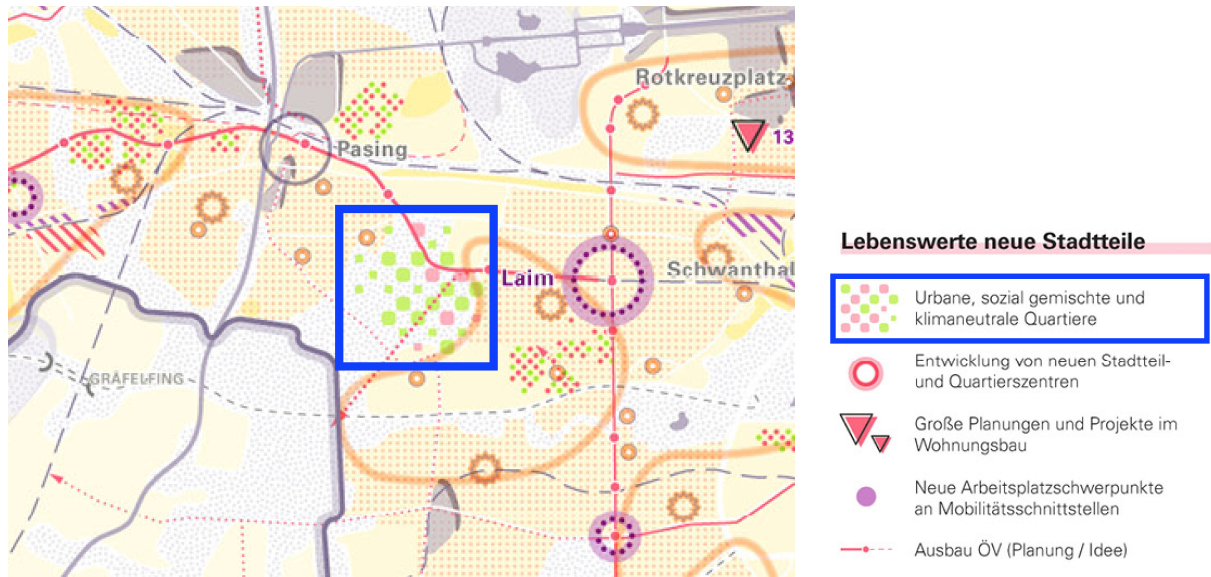 Rotkreuzplatz
13
Pasing
Laim
Schwanthal
GRÄFELFING
Lebenswerte neue Stadtteile
Urbane, sozial gemischte und
klimaneutrale Quartiere
Entwicklung von neuen Stadtteil-
und Quartierszentren
Große Planungen und Projekte im
Wohnungsbau
Neue Arbeitsplatzschwerpunkte
an Mobilitätsschnittstellen
Ausbau ÖV (Planung / Idee)